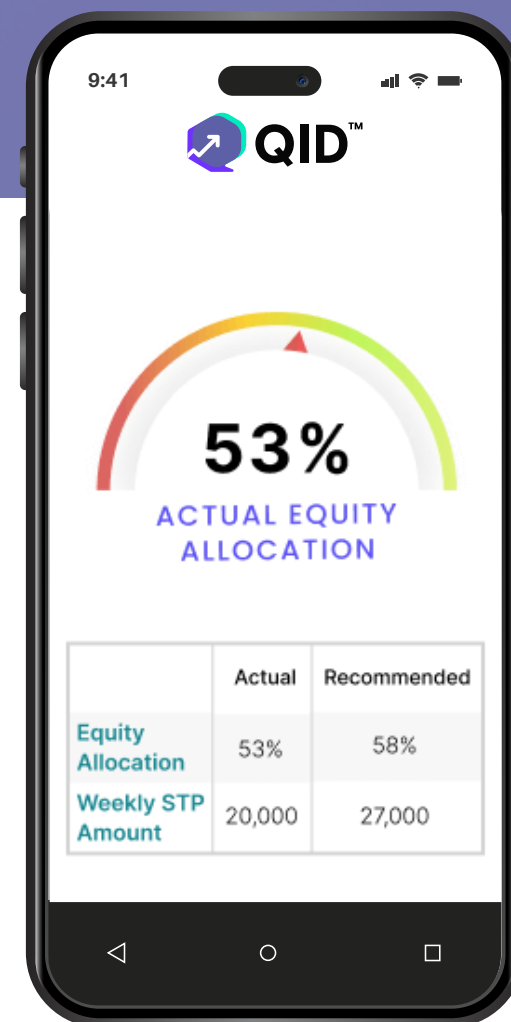 9:41
QID™
53%
ACTUAL EQUITY
ALLOCATION
Actual Recommended
Equity
Allocation 53% 58%
Weekly STP
Amount 20,000 27,000